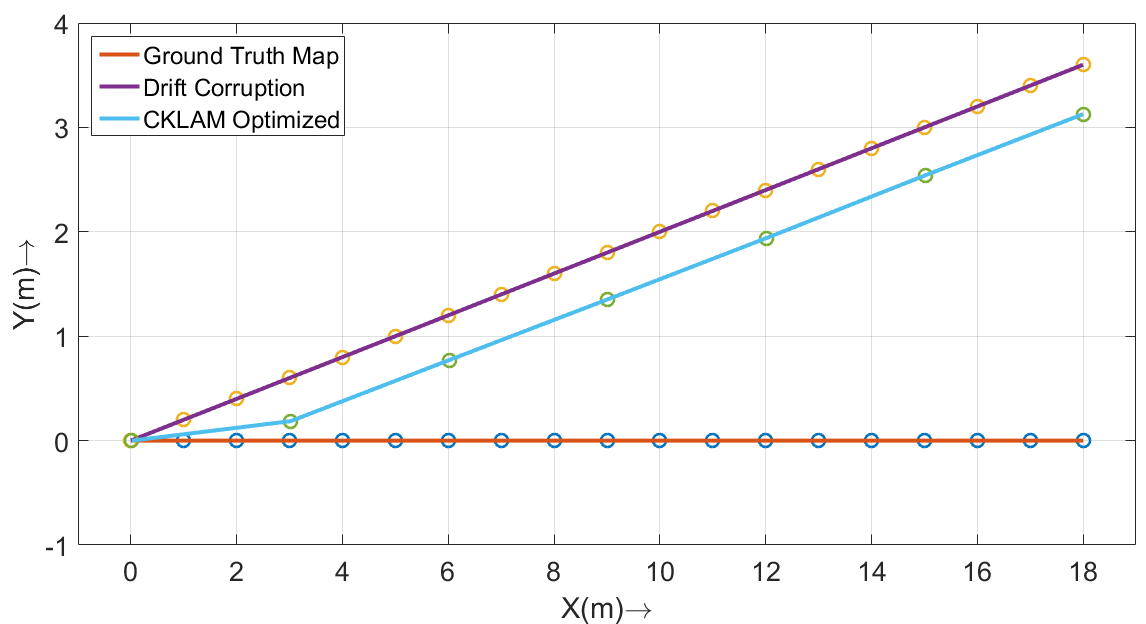 4
3
2
1
0
-1
Y(m)→
Ground Truth Map
Drift Corruption
CKLAM Optimized
0 2 4 6 8 10 12 14 16 18
X(m)→